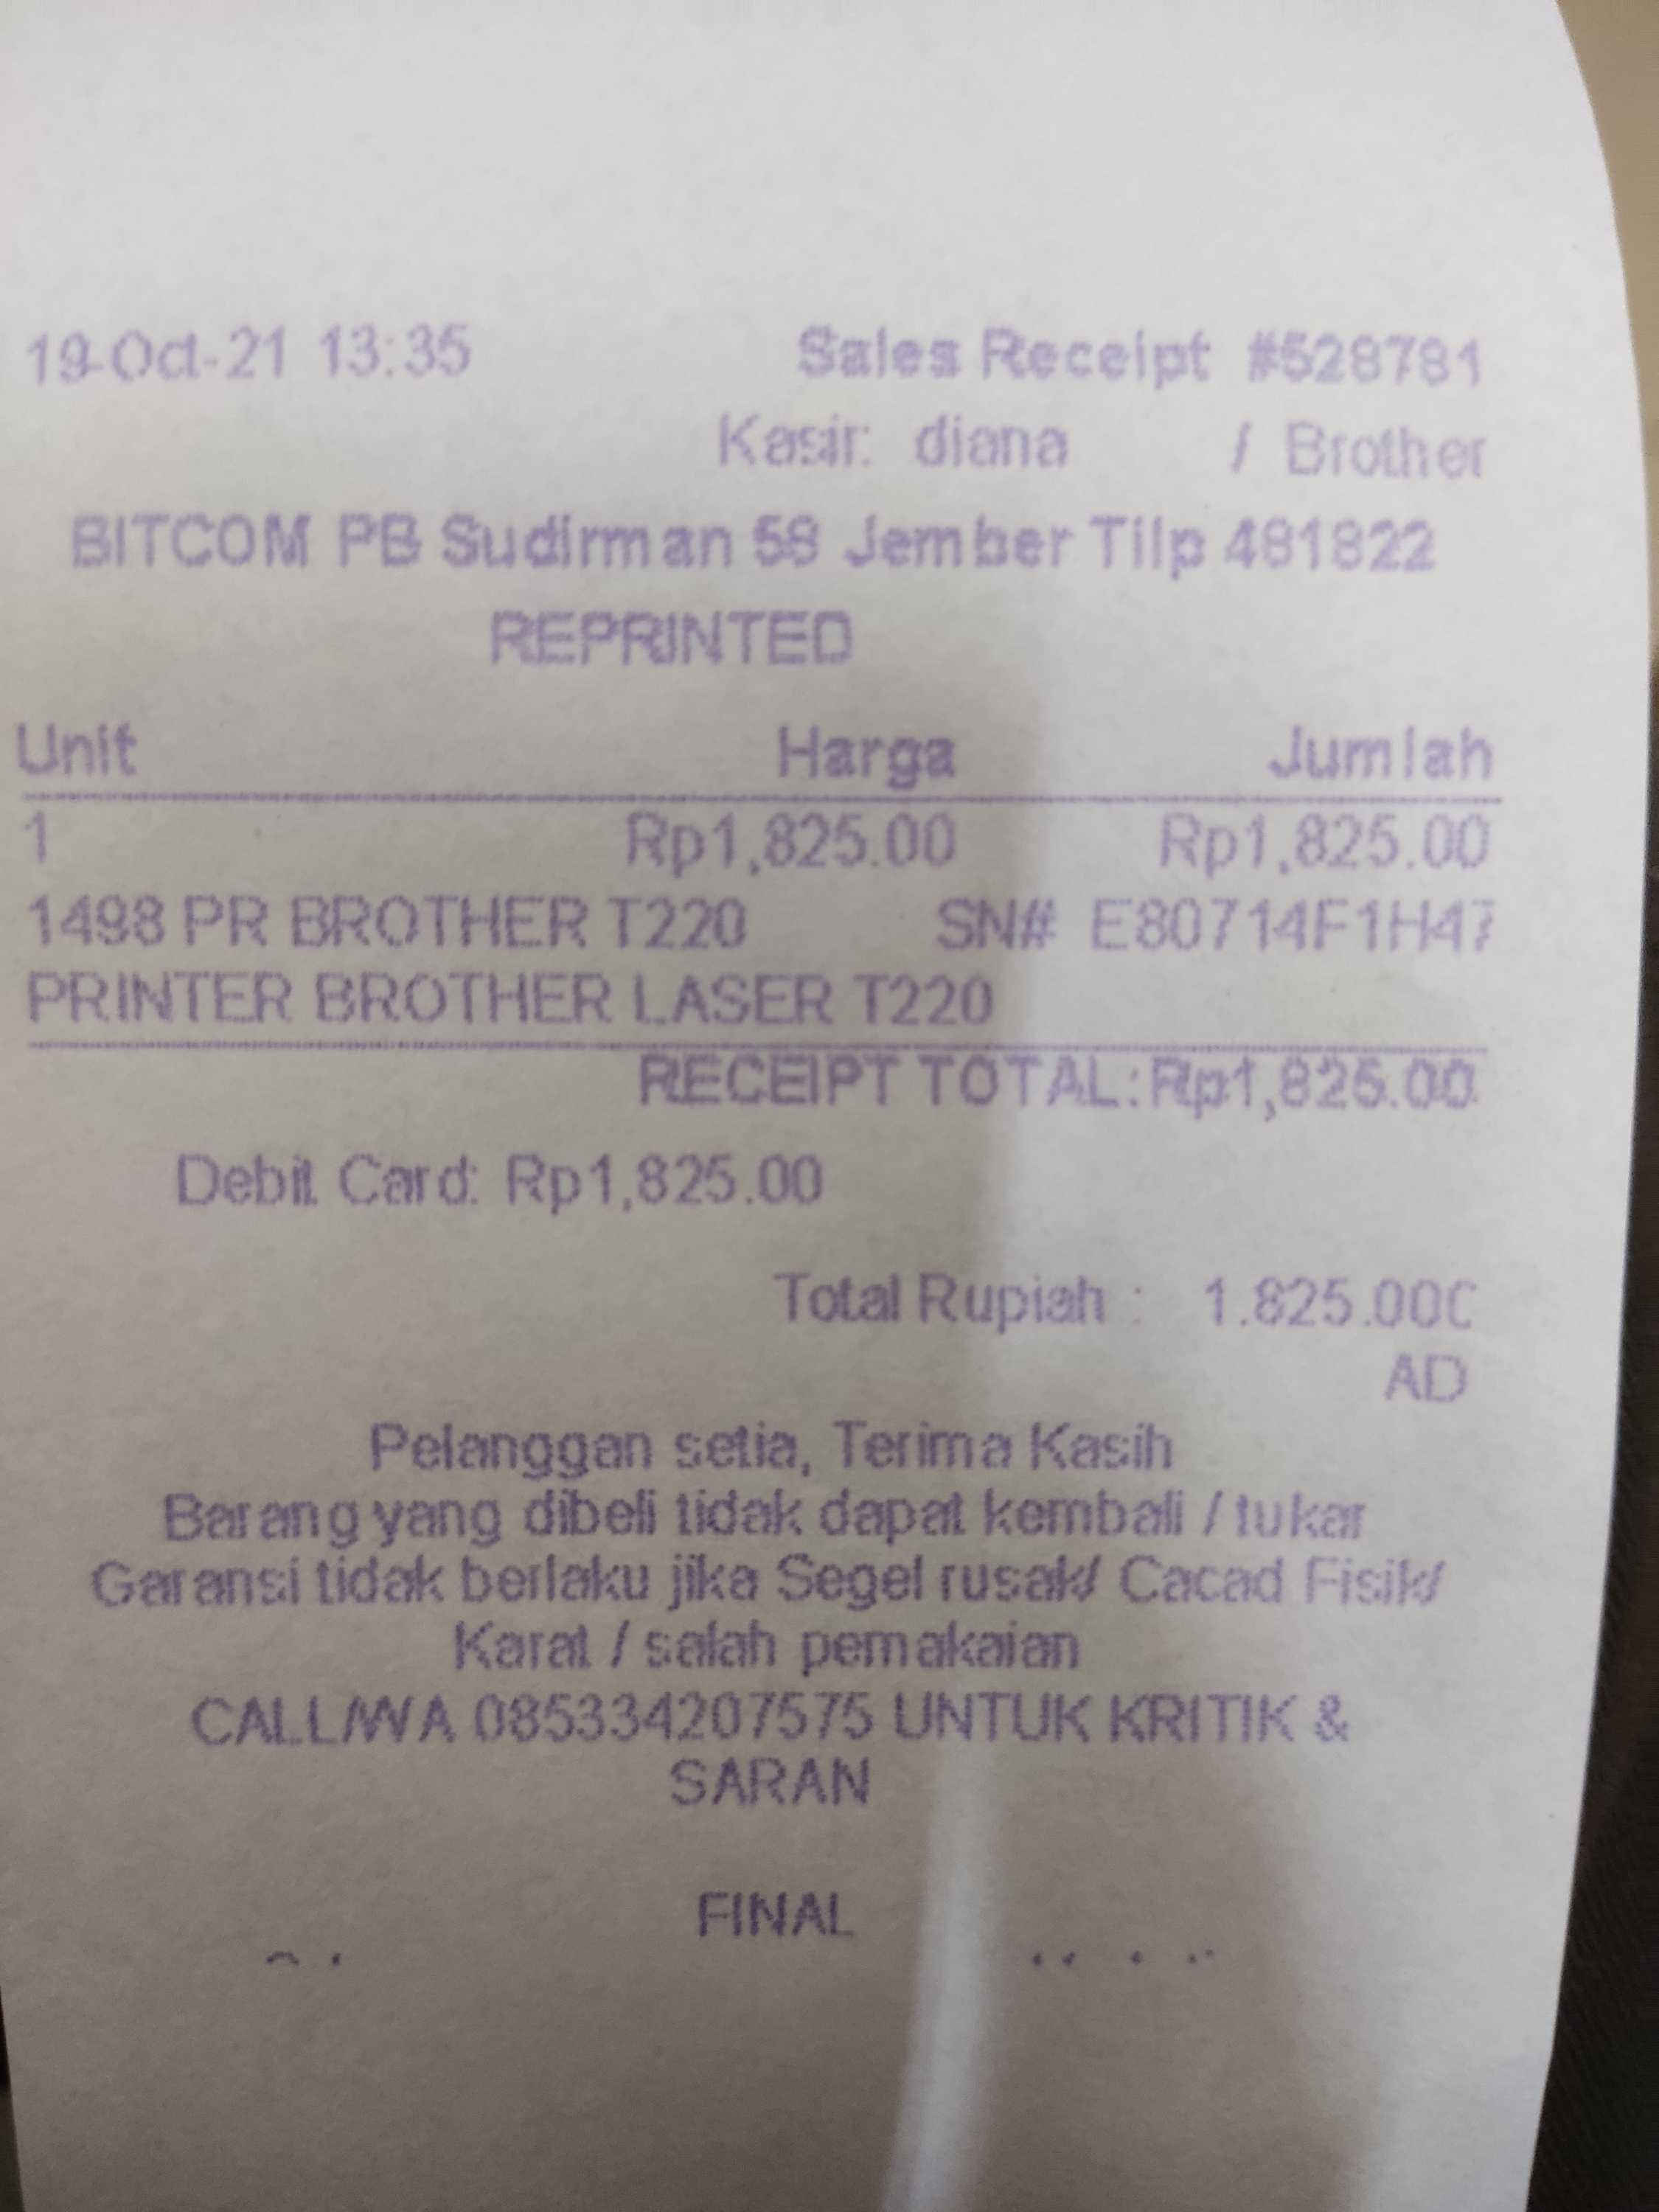 19-Oct-21 13:35 Sales Receipt #528781
Kasir: diana / Brother
BITCOM PB Sudirman 58 Jember Tilp 481822
REPRINTED
Unit Harga Jumlah
1 Rp1,825.00 Rp1,825.00
1498 PR BROTHER T220 SN# E80714F1H47
PRINTER BROTHER LASER T220
RECEIPT TOTAL: Rp1,825.00
Debit Card: Rp1,825.00
Total Rupiah : 1.825.000
AD
Pelanggan setia, Terima Kasih
Barang yang dibeli tidak dapat kembali / tukar
Garansi tidak berlaku jika Segel rusak/ Cacad Fisik/
Karat / salah pemakaian
CALL/WA 085334207575 UNTUK KRITIK &
SARAN
FINAL